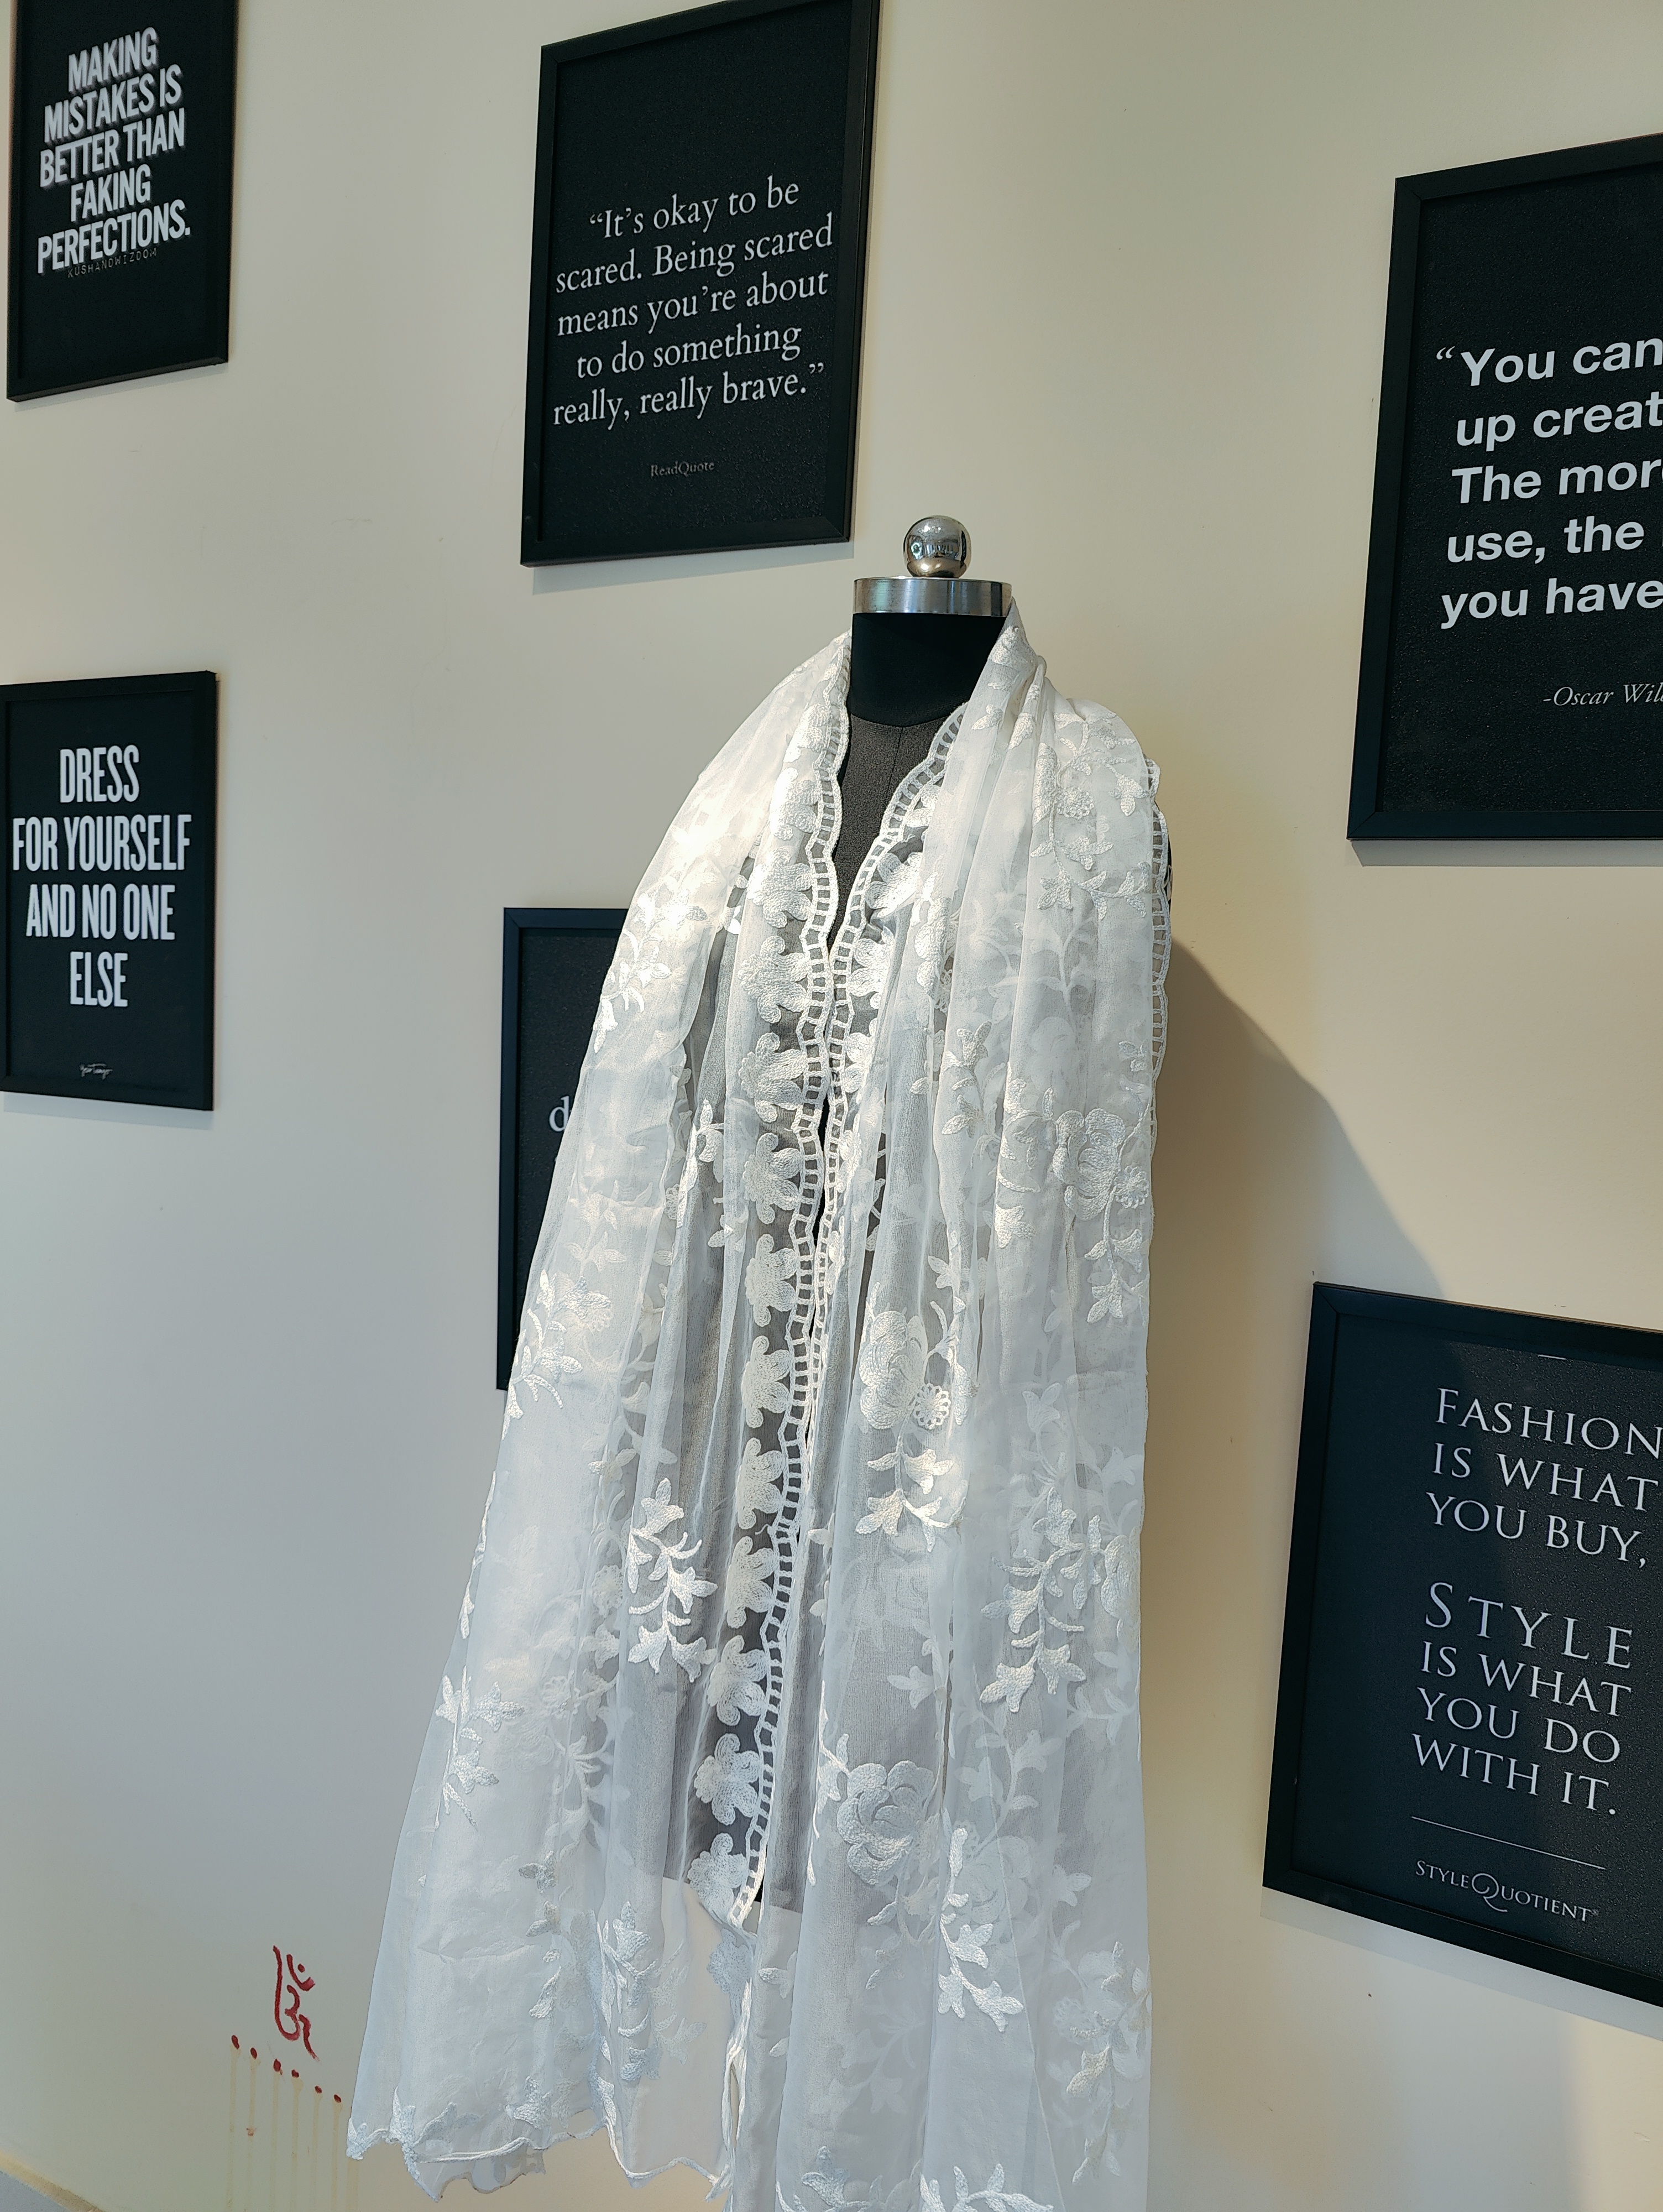 MAKING
MISTAKES IS
BETTER THAN
FAKING
PERFECTIONS.
KUSHANDWIZDOM
“It’s okay to be
scared. Being scared
means you’re about
to do something
really, really brave.”
ReadQuote
“You can
up creat
The more
use, the
you have
-Oscar Wil
DRESS
FOR YOURSELF
AND NO ONE
ELSE
d
FASHION
IS WHAT
YOU BUY,
STYLE
IS WHAT
YOU DO
WITH IT.
STYLEQUOTIENT®